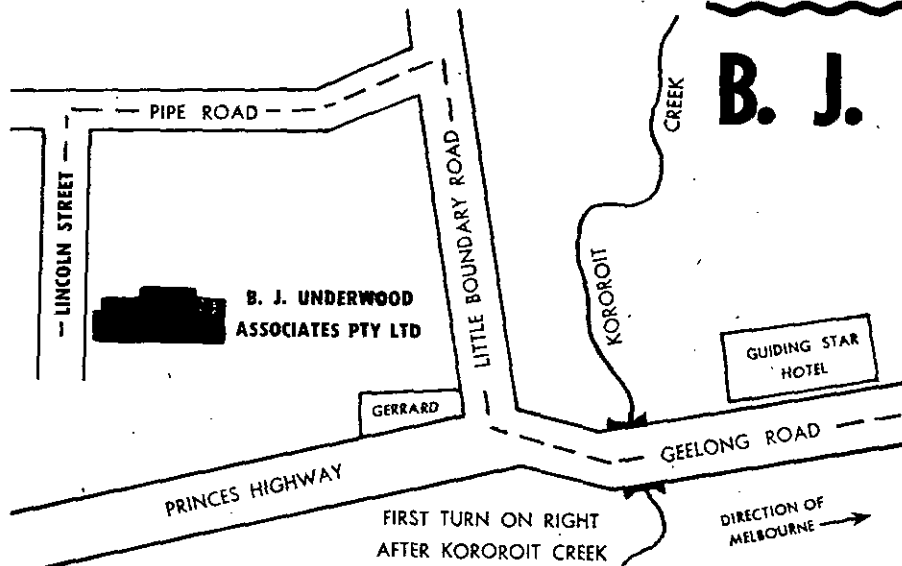 B. J.
CREEK
PIPE ROAD
LINCOLN STREET
LITTLE BOUNDARY ROAD
KOROROIT
B. J. UNDERWOOD
ASSOCIATES PTY LTD
GUIDING STAR
HOTEL
GERRARD
GEELONG ROAD
PRINCES HIGHWAY
FIRST TURN ON RIGHT
AFTER KOROROIT CREEK
DIRECTION OF
MELBOURNE